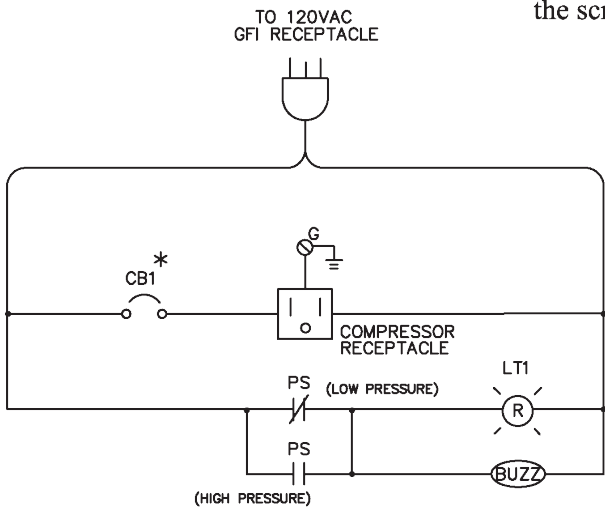 TO 120VAC
GFI RECEPTACLE
the scr
G
CB1 *
COMPRESSOR
RECEPTACLE
LT1
PS (LOW PRESSURE)
R
PS
BUZZ
(HIGH PRESSURE)